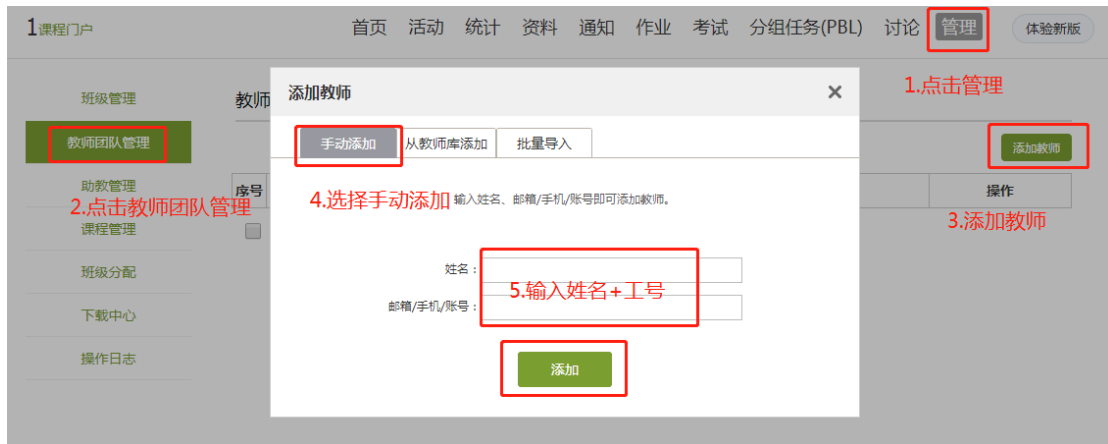 1课程门户
首页 活动 统计 资料 通知 作业 考试 分组任务(PBL) 讨论 管理 体验新版
1.点击管理
班级管理
教师团队管理
助教管理
2.点击教师团队管理
课程管理
班级分配
下载中心
操作日志
教师
添加教师
序号
操作
3.添加教师
添加教师 ×
手动添加 从教师库添加 批量导入
4.选择手动添加 输入姓名、邮箱/手机/账号即可添加教师。
姓名：
5.输入姓名+工号
邮箱/手机/账号：
添加